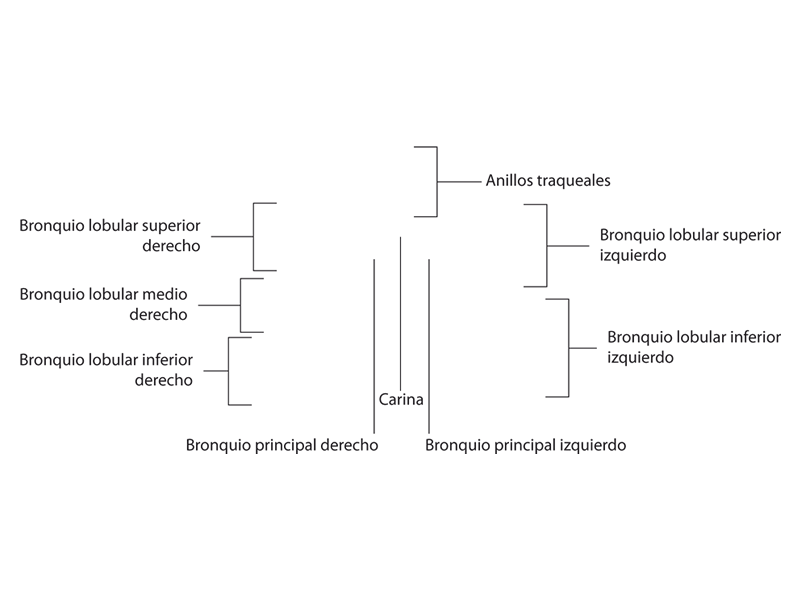 Anillos traqueales
Bronquio lobular superior
derecho
Bronquio lobular superior
izquierdo
Bronquio lobular medio
derecho
Bronquio lobular inferior
izquierdo
Bronquio lobular inferior
derecho
Carina
Bronquio principal derecho
Bronquio principal izquierdo